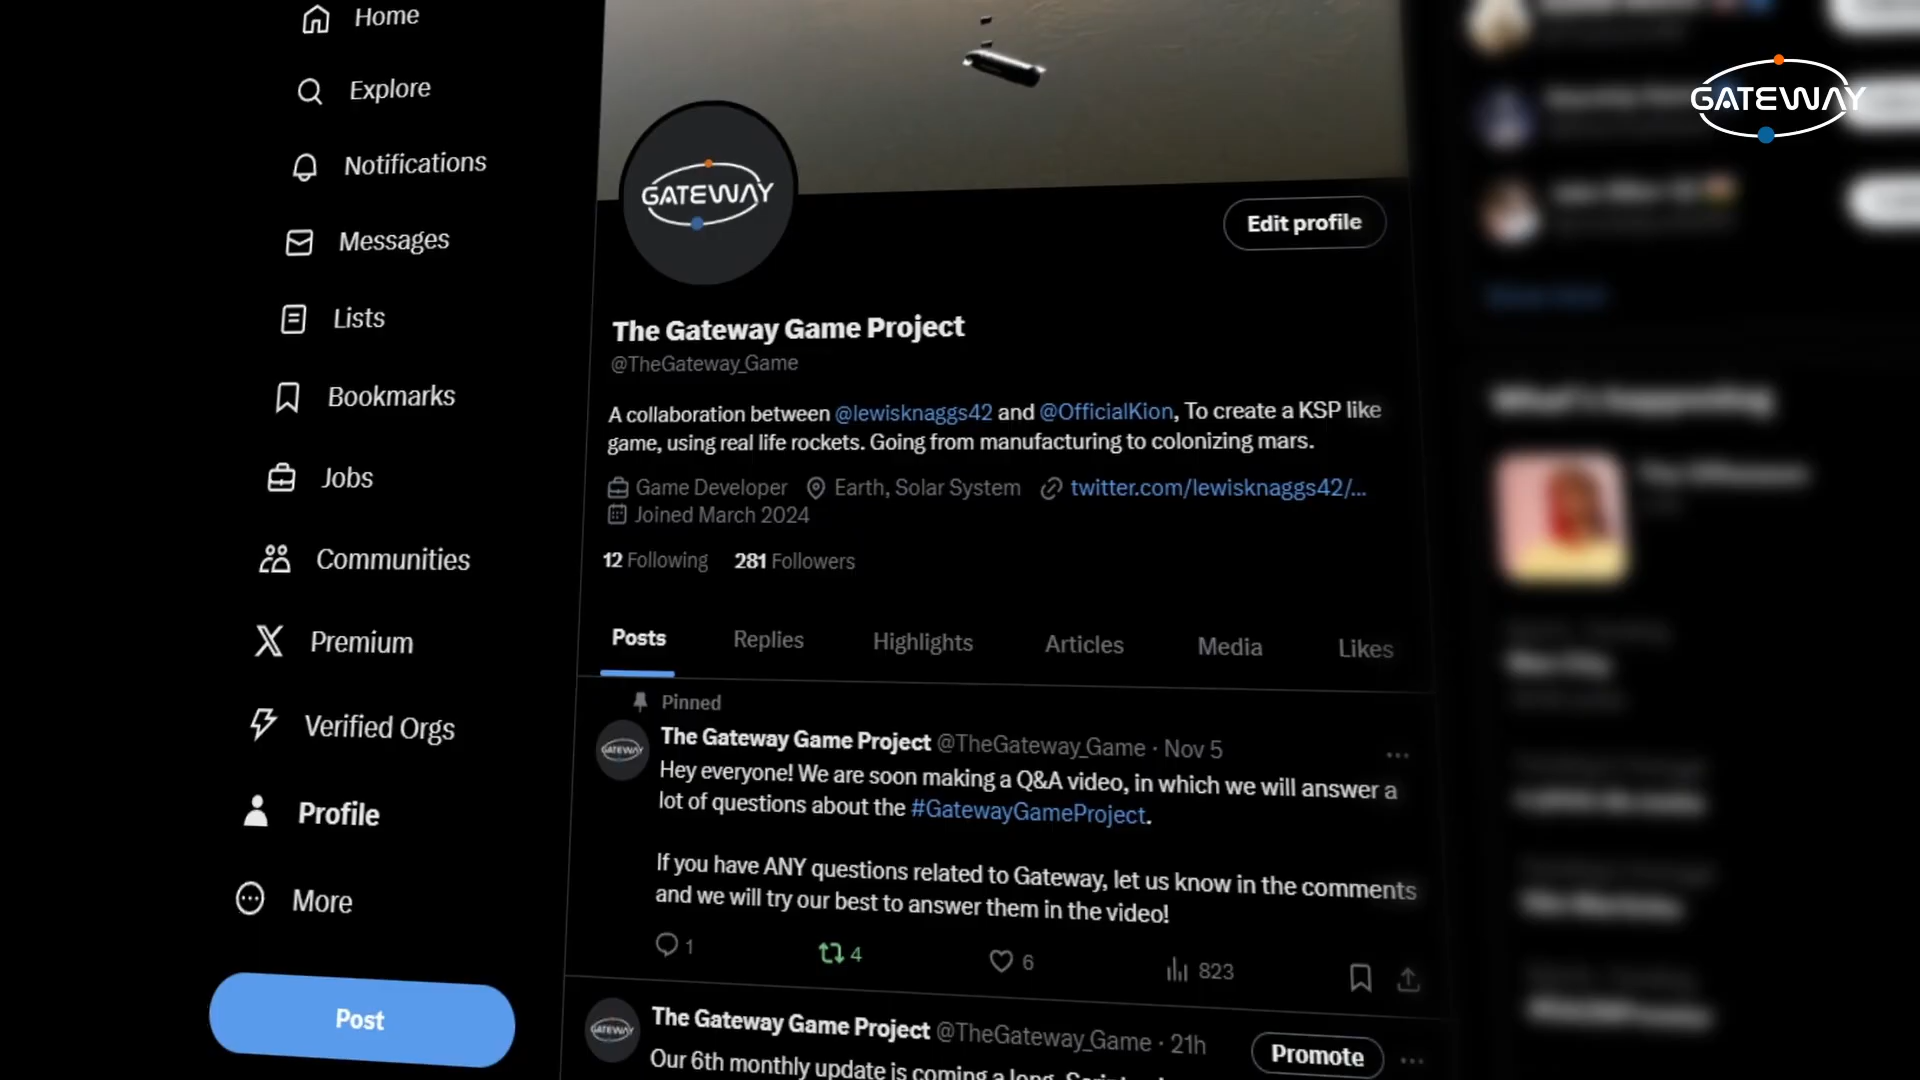 Home
Explore
Notifications
Messages
Lists
Bookmarks
Jobs
Communities
Premium
Verified Orgs
Profile
More
Post
GATEWAY
Edit profile
The Gateway Game Project
@TheGateway_Game
A collaboration between @lewisknaggs42 and @OfficialKion, To create a KSP like
game, using real life rockets. Going from manufacturing to colonizing mars.
Game Developer Earth, Solar System twitter.com/lewisknaggs42/...
Joined March 2024
12 Following 281 Followers
Posts Replies Highlights Articles Media Likes
Pinned
GATEWAY
The Gateway Game Project @TheGateway_Game · Nov 5
Hey everyone! We are soon making a Q&A video, in which we will answer a
lot of questions about the #GatewayGameProject.
If you have ANY questions related to Gateway, let us know in the comments
and we will try our best to answer them in the video!
1 4 6 823
GATEWAY
The Gateway Game Project @TheGateway_Game · 21h
Promote
Our 6th monthly update is coming a long,
GATEWAY
What's happening